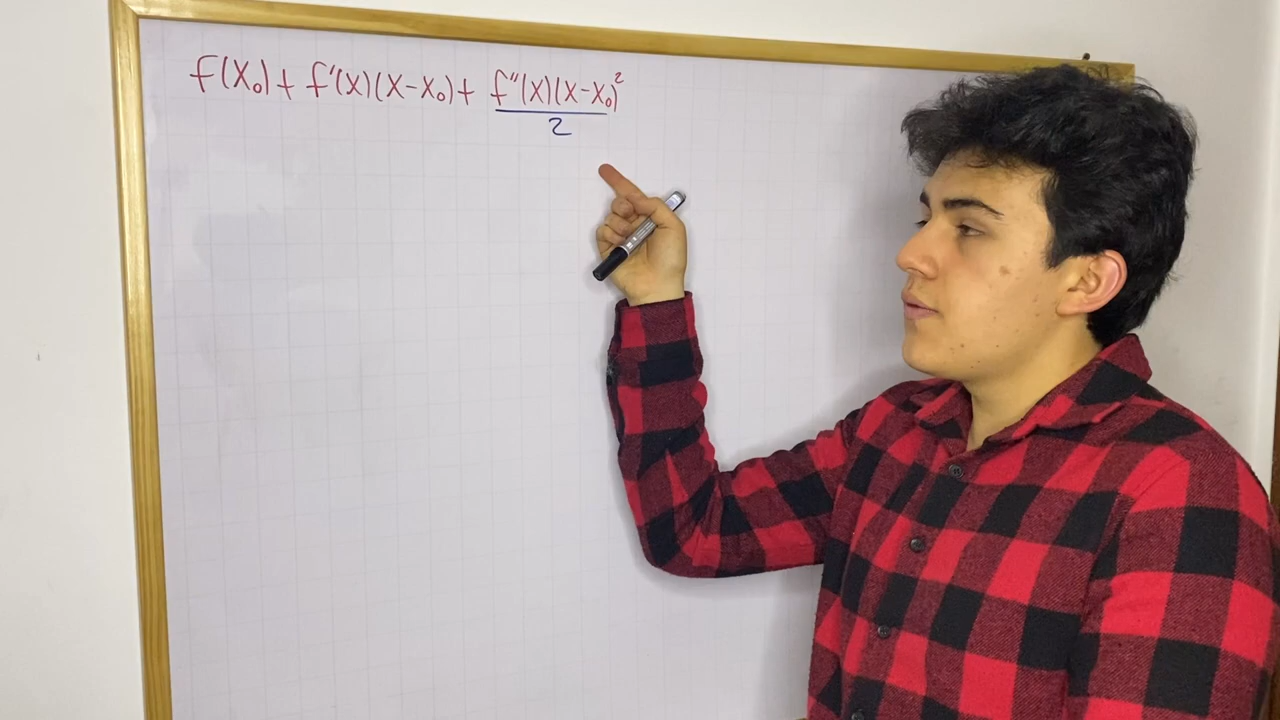 f(x₀) + f'(x)(x-x₀) + f''(x)(x-x₀)²
2